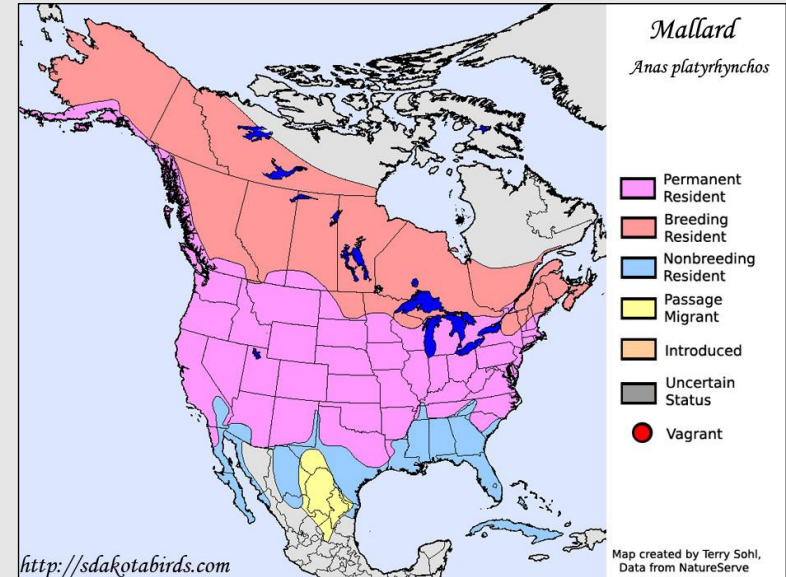 Mallard
Anas platyrhynchos
Permanent
Resident
Breeding
Resident
Nonbreeding
Resident
Passage
Migrant
Introduced
Uncertain
Status
Vagrant
http://sdakotabirds.com
Map created by Terry Sohl,
Data from NatureServe